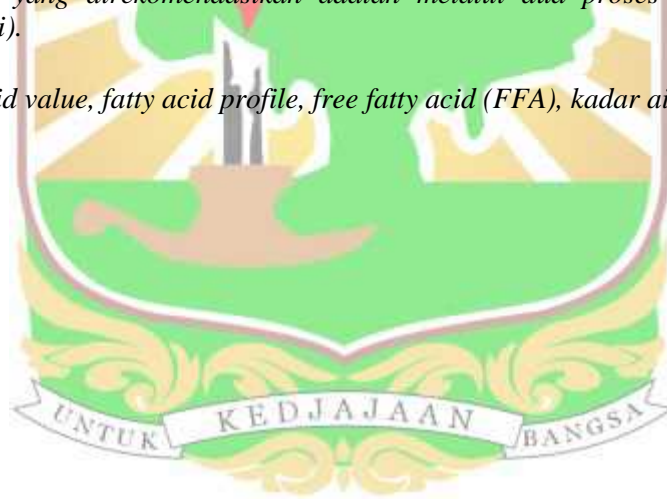 yang direkomendasikan adalah melalui dua proses
i).
id value, fatty acid profile, free fatty acid (FFA), kadar ai
UNTUK KEDJAJAAN BANGSA